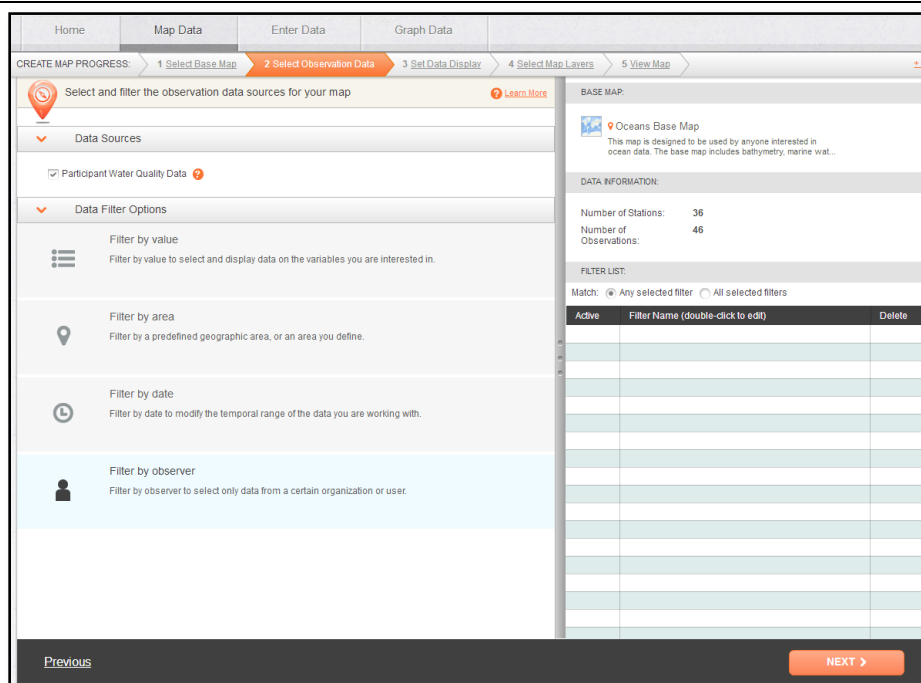 Home Map Data Enter Data Graph Data
CREATE MAP PROGRESS: 1 Select Base Map 2 Select Observation Data 3 Set Data Display 4 Select Map Layers 5 View Map
Select and filter the observation data sources for your map
? Learn More
Data Sources
Participant Water Quality Data ?
Data Filter Options
Filter by value
Filter by value to select and display data on the variables you are interested in.
Filter by area
Filter by a predefined geographic area, or an area you define.
Filter by date
Filter by date to modify the temporal range of the data you are working with.
Filter by observer
Filter by observer to select only data from a certain organization or user.
BASE MAP:
Oceans Base Map
This map is designed to be used by anyone interested in
ocean data. The base map includes bathymetry, marine wat...
DATA INFORMATION:
Number of Stations: 36
Number of
Observations: 46
FILTER LIST:
Match: Any selected filter All selected filters
Active Filter Name (double-click to edit) Delete
Previous
NEXT >